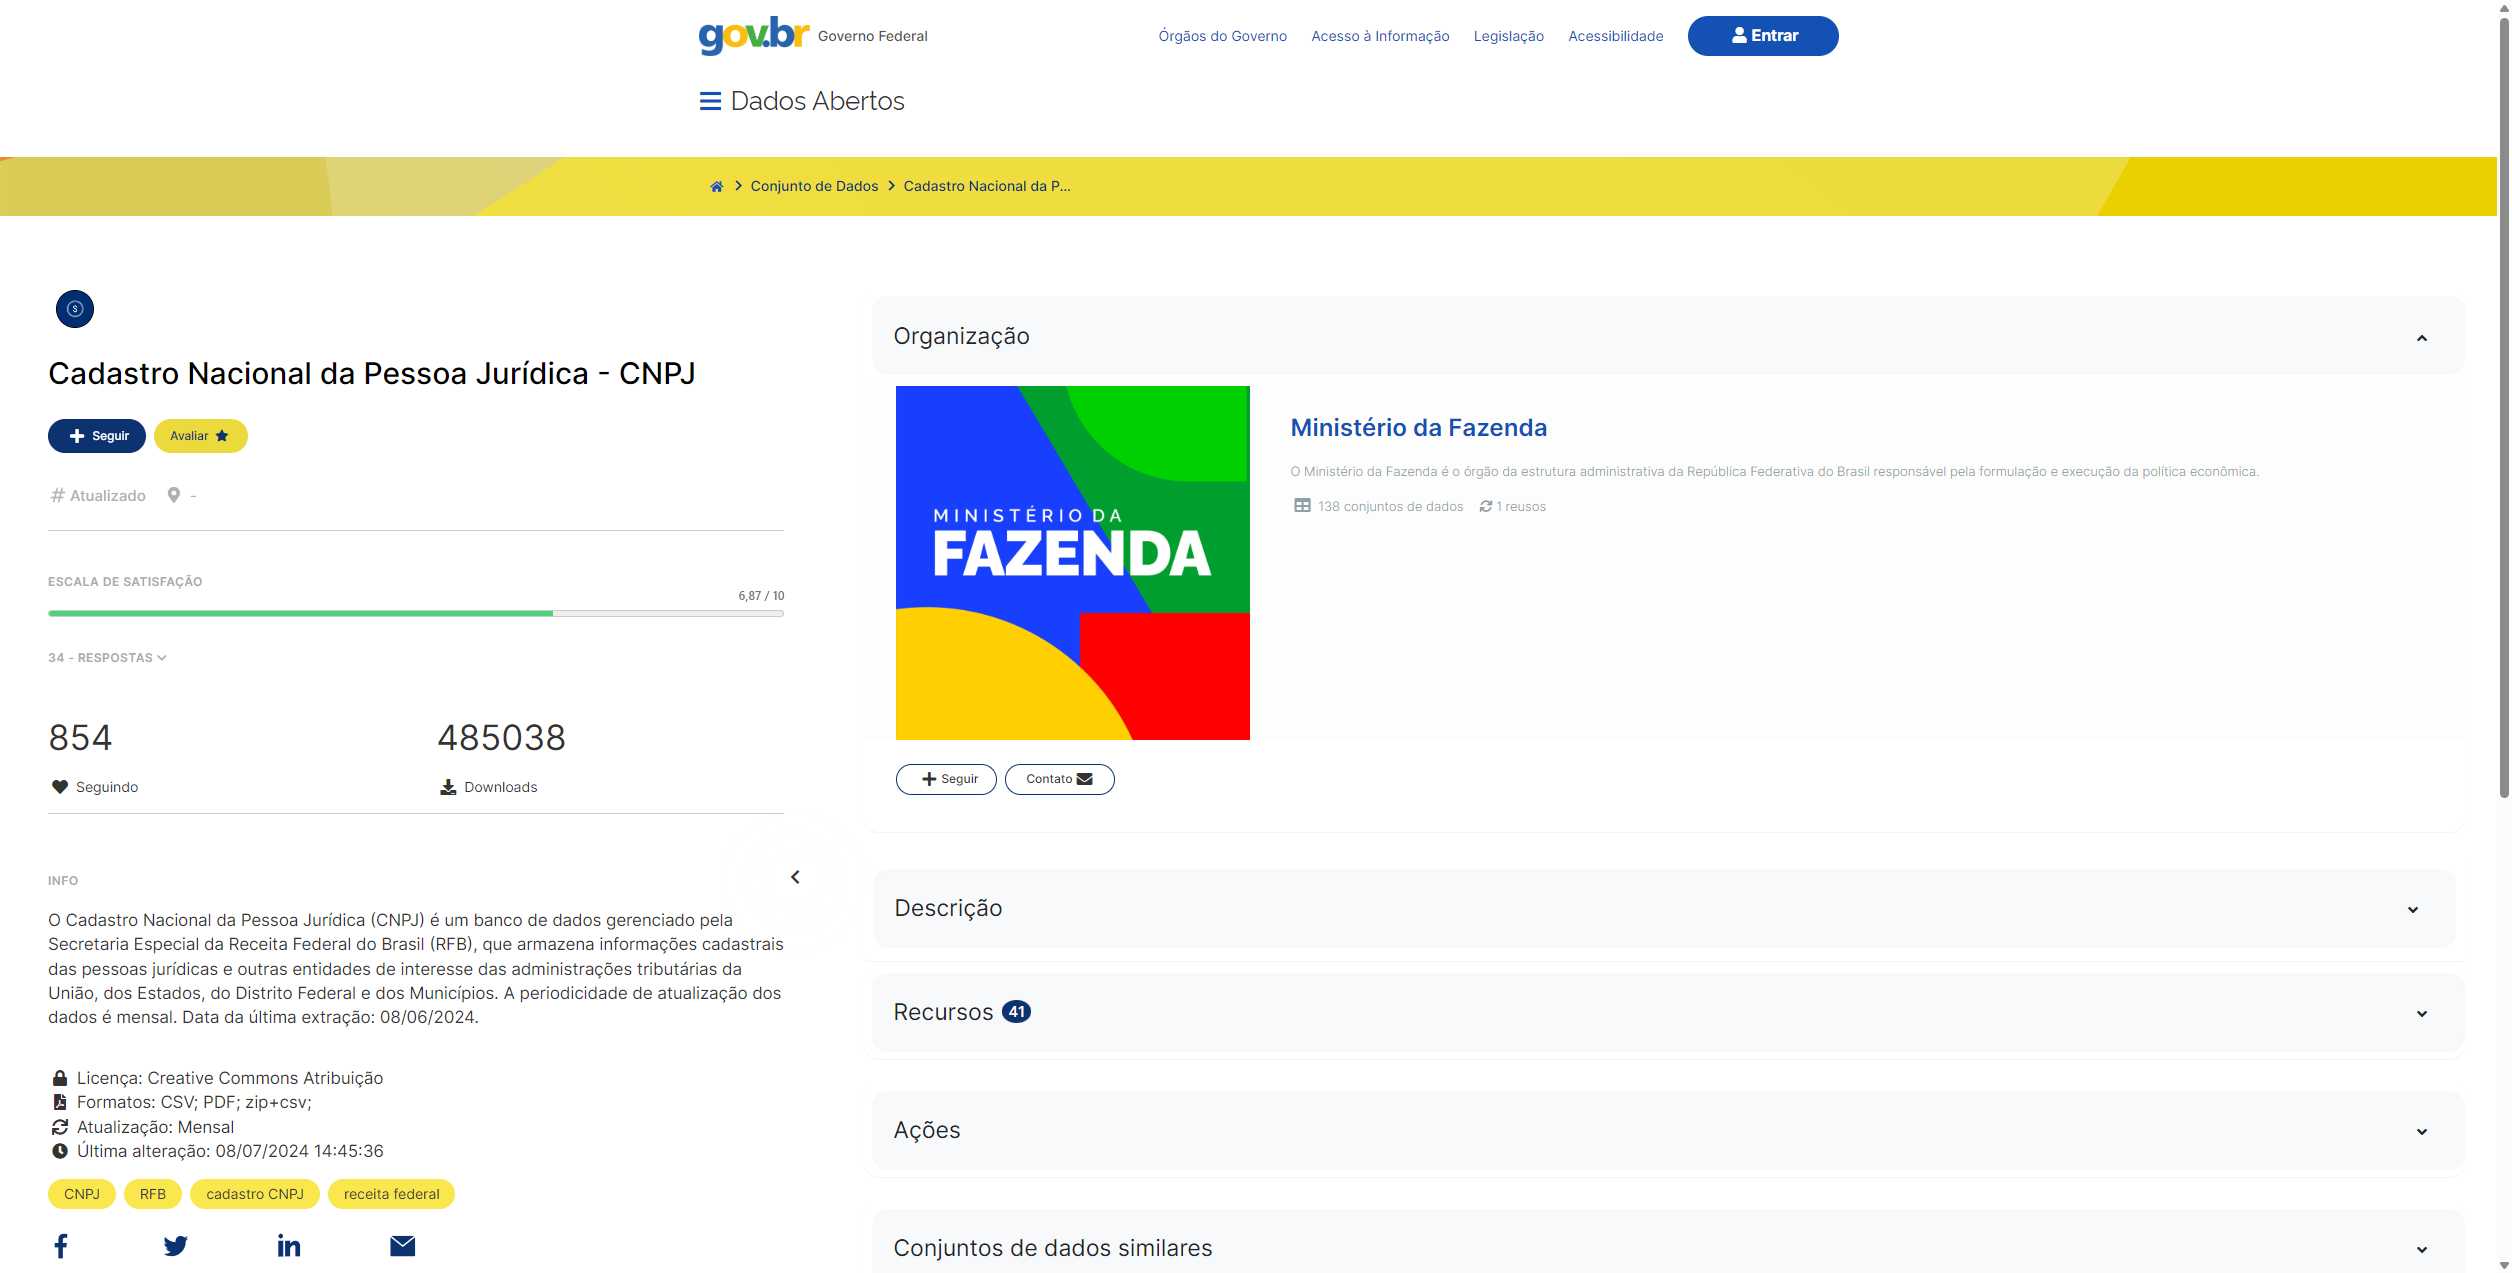 gov.br Governo Federal
Órgãos do Governo Acesso à Informação Legislação Acessibilidade Entrar
Dados Abertos
Conjunto de Dados Cadastro Nacional da P...
Cadastro Nacional da Pessoa Jurídica - CNPJ
Seguir Avaliar
# Atualizado -
ESCALA DE SATISFAÇÃO
6,87 / 10
34 - RESPOSTAS
854 485038
Seguindo Downloads
INFO
O Cadastro Nacional da Pessoa Jurídica (CNPJ) é um banco de dados gerenciado pela
Secretaria Especial da Receita Federal do Brasil (RFB), que armazena informações cadastrais
das pessoas jurídicas e outras entidades de interesse das administrações tributárias da
União, dos Estados, do Distrito Federal e dos Municípios. A periodicidade de atualização dos
dados é mensal. Data da última extração: 08/06/2024.
Licença: Creative Commons Atribuição
Formatos: CSV; PDF; zip+csv;
Atualização: Mensal
Última alteração: 08/07/2024 14:45:36
CNPJ RFB cadastro CNPJ receita federal
Organização
MINISTÉRIO DA
FAZENDA
Ministério da Fazenda
O Ministério da Fazenda é o órgão da estrutura administrativa da República Federativa do Brasil responsável pela formulação e execução da política econômica.
138 conjuntos de dados 1 reusos
Seguir Contato
Descrição
Recursos 41
Ações
Conjuntos de dados similares